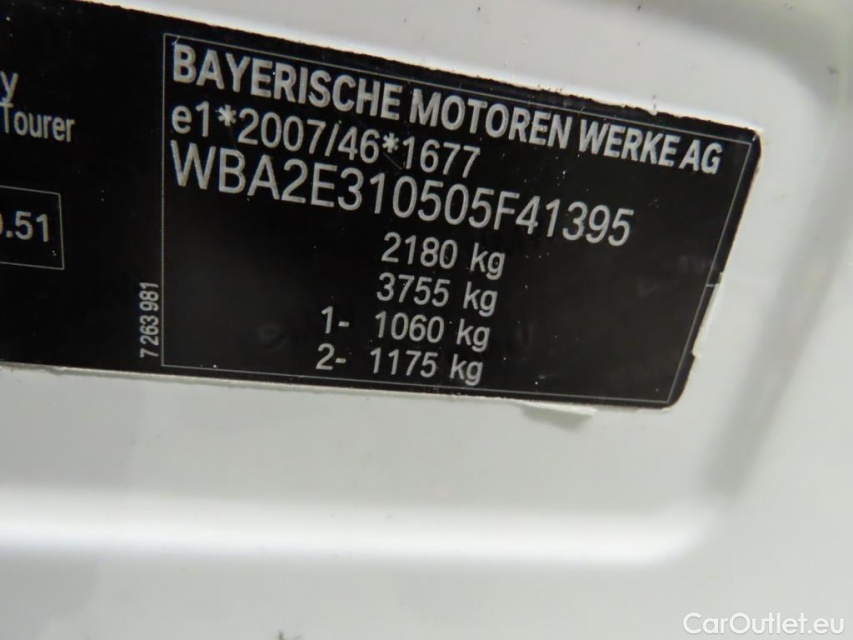 y
Tourer
0.51
7 263 981
BAYERISCHE MOTOREN WERKE AG
e1*2007/46*1677
WBA2E310505F41395
2180 kg
3755 kg
1- 1060 kg
2- 1175 kg
CarOutlet.eu